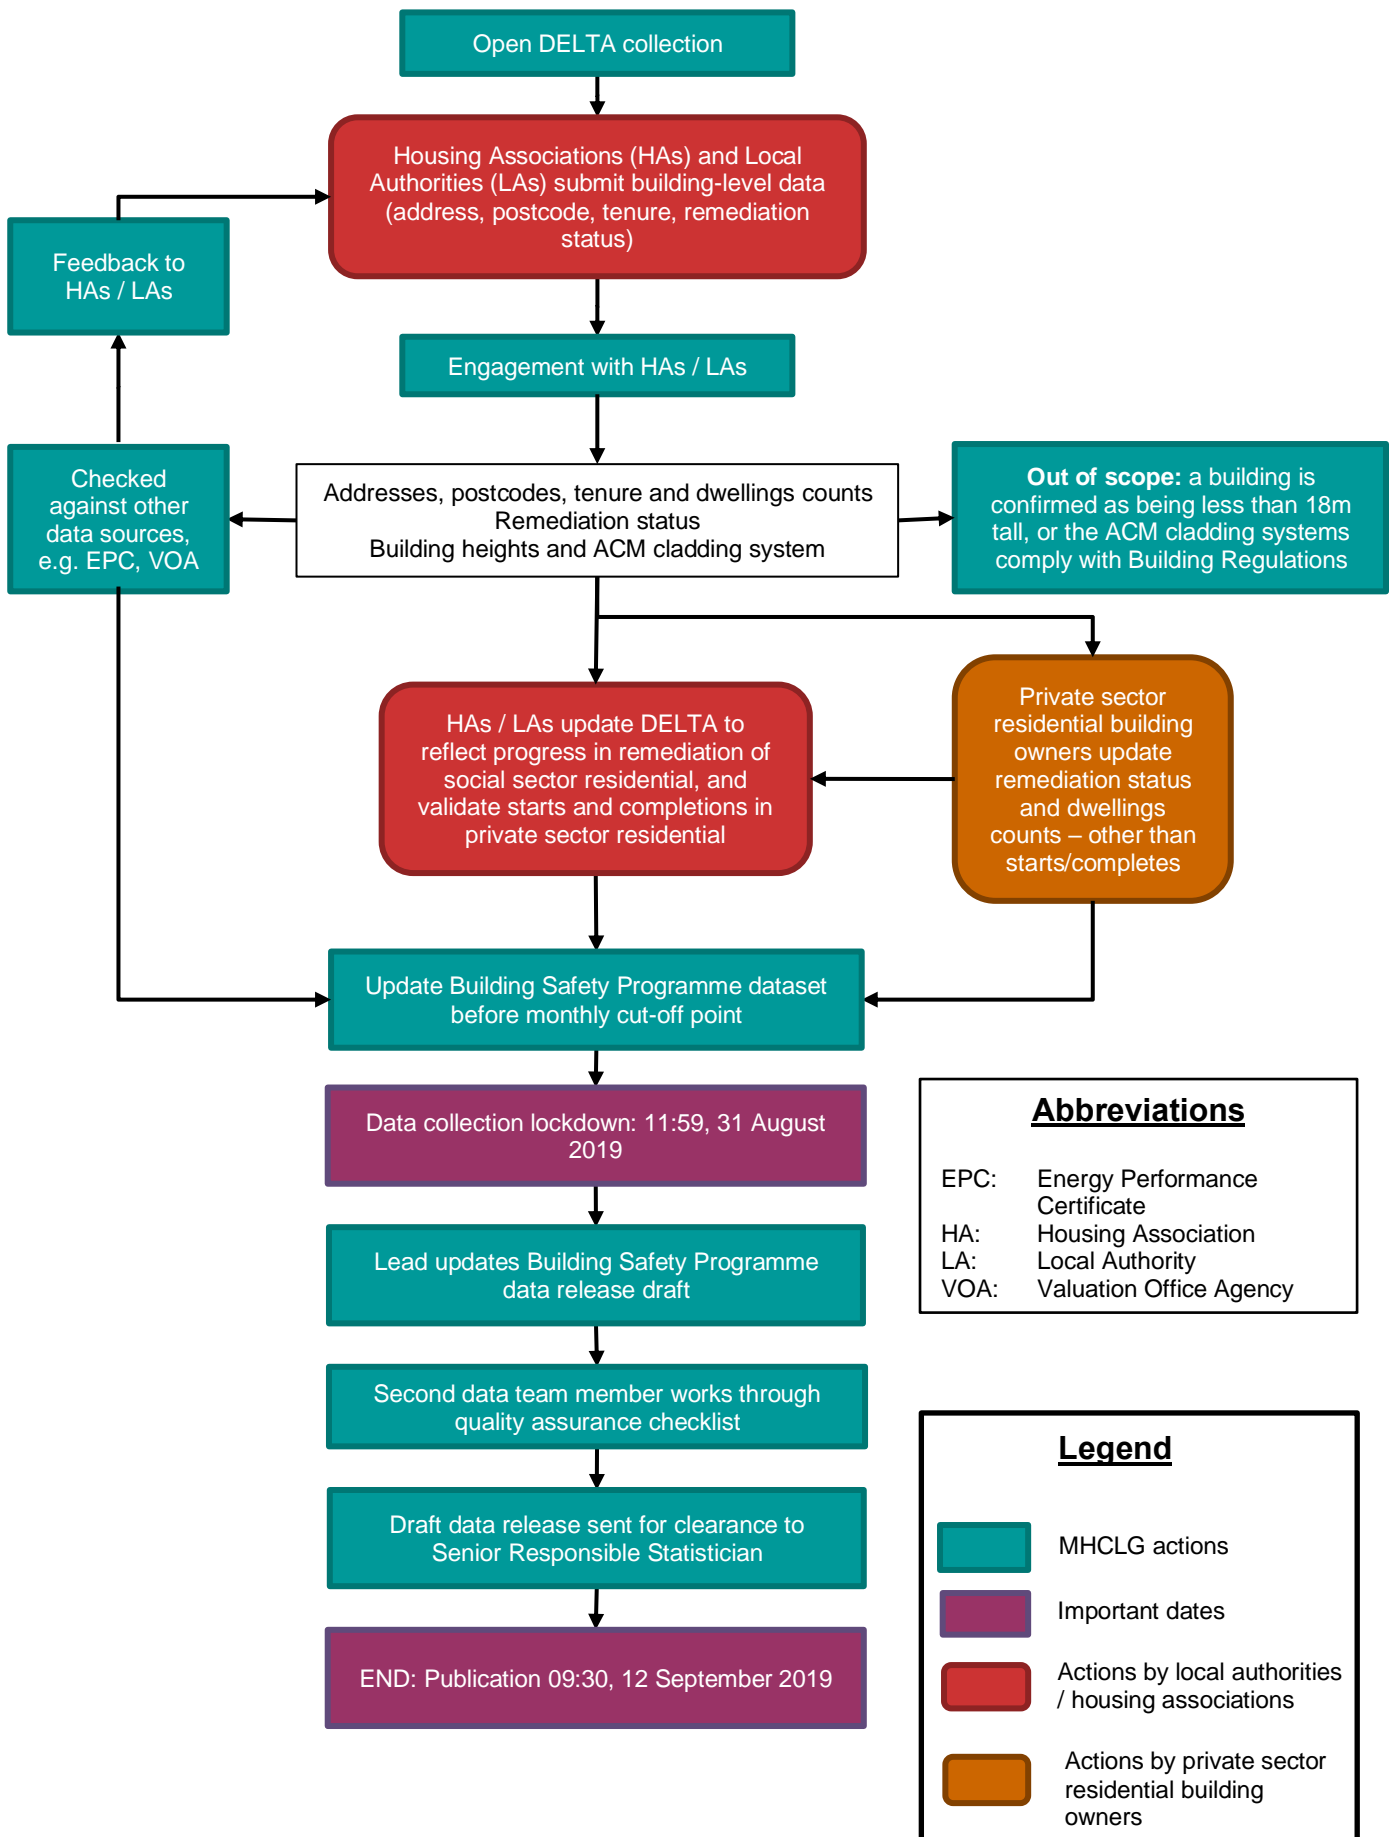 Open DELTA collection
Housing Associations (HAs) and Local
Authorities (LAs) submit building-level data
(address, postcode, tenure, remediation
status)
Feedback to
HAs / LAs
Engagement with HAs / LAs
Checked
against other
data sources,
e.g. EPC, VOA
Addresses, postcodes, tenure and dwellings counts
Remediation status
Building heights and ACM cladding system
Out of scope: a building is
confirmed as being less than 18m
tall, or the ACM cladding systems
comply with Building Regulations
HAs / LAs update DELTA to
reflect progress in remediation of
social sector residential, and
validate starts and completions in
private sector residential
Private sector
residential building
owners update
remediation status
and dwellings
counts – other than
starts/completes
Update Building Safety Programme dataset
before monthly cut-off point
Data collection lockdown: 11:59, 31 August
2019
Lead updates Building Safety Programme
data release draft
Second data team member works through
quality assurance checklist
Draft data release sent for clearance to
Senior Responsible Statistician
END: Publication 09:30, 12 September 2019
Abbreviations
EPC: Energy Performance
Certificate
HA: Housing Association
LA: Local Authority
VOA: Valuation Office Agency
Legend
MHCLG actions
Important dates
Actions by local authorities
/ housing associations
Actions by private sector
residential building
owners